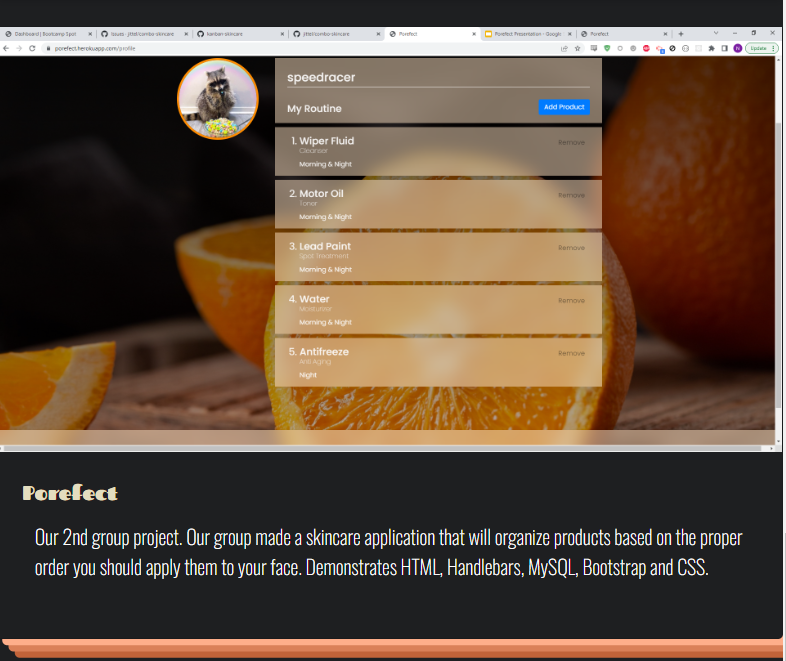 Dashboard | Bootcamp Spot
Issues · jlttel/combo-skincare
kanban-skincare
jlttel/combo-skincare
Porefect
Porefect Presentation - Google
Porefect
porefect.herokuapp.com/profile
Update
speedracer
My Routine
Add Product
1. Wiper Fluid
Remove
Cleanser
Morning & Night
2. Motor Oil
Remove
Toner
Morning & Night
3. Lead Paint
Remove
Spot Treatment
Morning & Night
4. Water
Remove
Moisturizer
Morning & Night
5. Antifreeze
Remove
Anti Aging
Night
Porefect
Our 2nd group project. Our group made a skincare application that will organize products based on the proper
order you should apply them to your face. Demonstrates HTML, Handlebars, MySQL, Bootstrap and CSS.